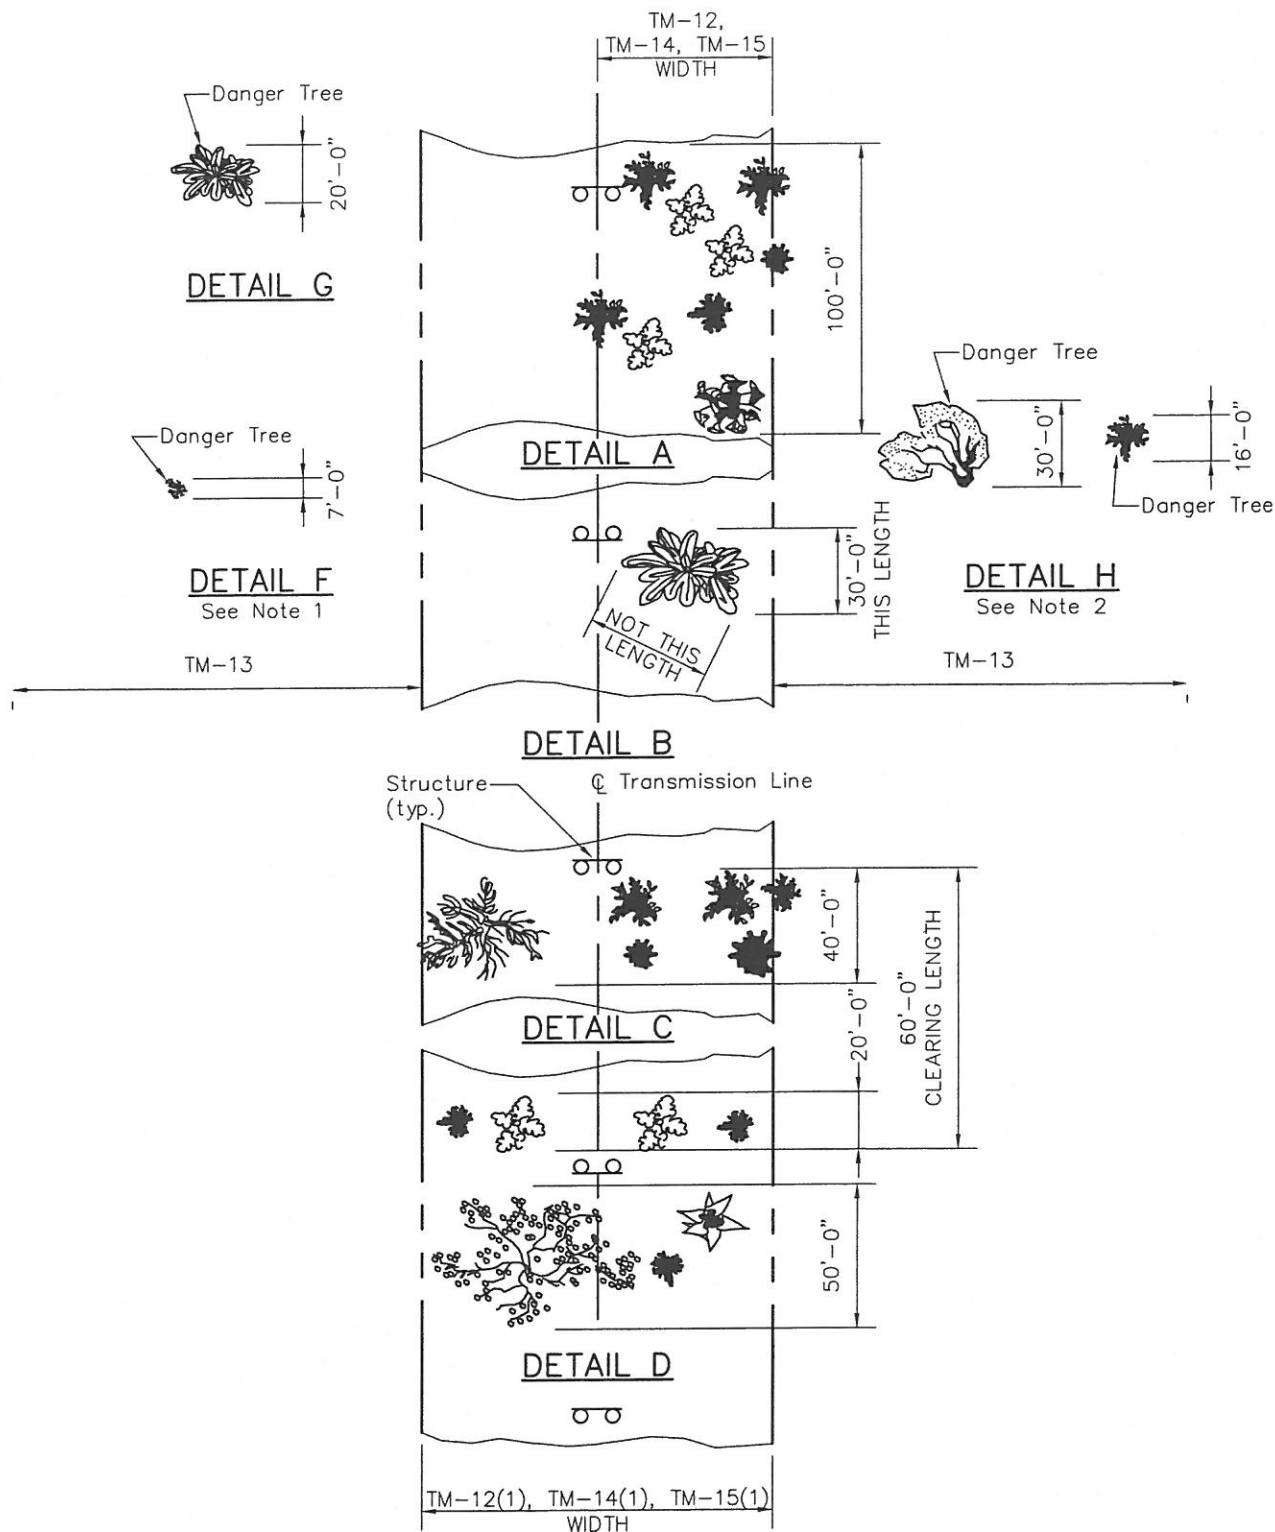 TM-12,
TM-14, TM-15
WIDTH
Danger Tree
20'-0"
DETAIL G
100'-0"
Danger Tree
7'-0"
DETAIL F
See Note 1
DETAIL A
Danger Tree
30'-0"
16'-0"
Danger Tree
DETAIL H
See Note 2
30'-0"
THIS LENGTH
NOT THIS
LENGTH
TM-13
TM-13
DETAIL B
Structure
(typ.)
℄ Transmission Line
40'-0"
DETAIL C
20'-0"
60'-0"
CLEARING LENGTH
50'-0"
DETAIL D
TM-12(1), TM-14(1), TM-15(1)
WIDTH